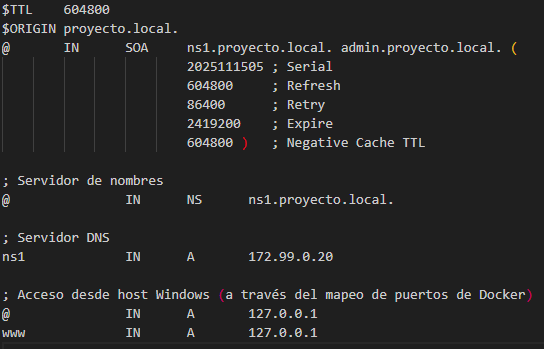 $TTL    604800
$ORIGIN proyecto.local.
@       IN      SOA     ns1.proyecto.local. admin.proyecto.local. (
                        2025111505 ; Serial
                        604800     ; Refresh
                        86400      ; Retry
                        2419200    ; Expire
                        604800 )   ; Negative Cache TTL

; Servidor de nombres
@               IN      NS      ns1.proyecto.local.

; Servidor DNS
ns1             IN      A       172.99.0.20

; Acceso desde host Windows (a través del mapeo de puertos de Docker)
@               IN      A       127.0.0.1
www             IN      A       127.0.0.1